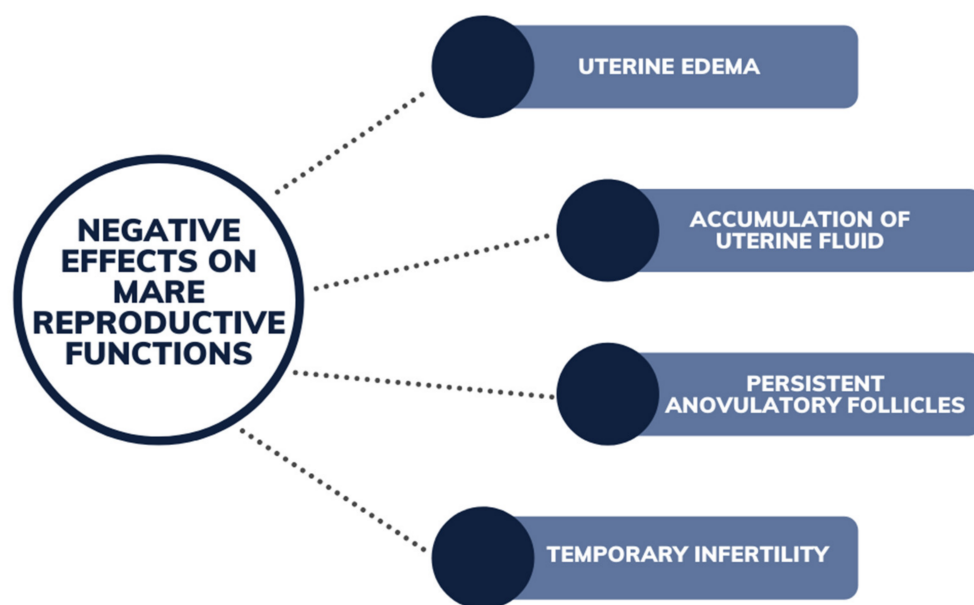 NEGATIVE
EFFECTS ON
MARE
REPRODUCTIVE
FUNCTIONS
UTERINE EDEMA
ACCUMULATION OF
UTERINE FLUID
PERSISTENT
ANOVULATORY FOLLICLES
TEMPORARY INFERTILITY